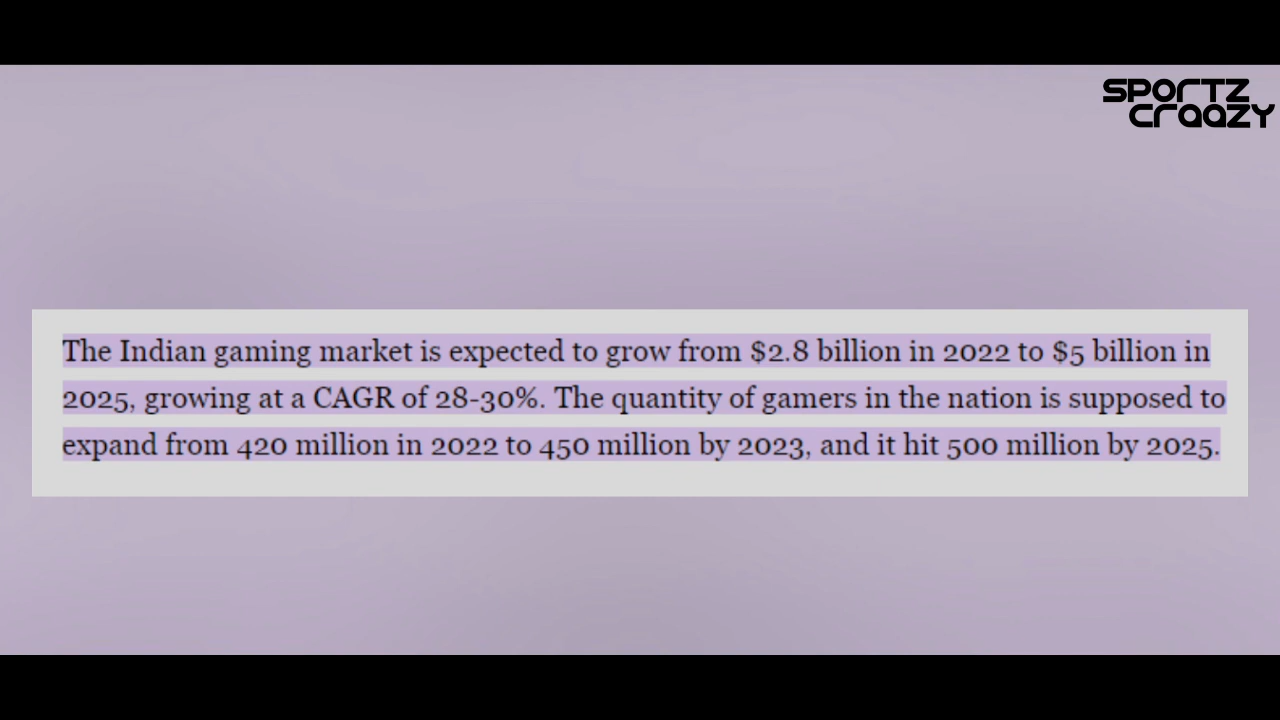 SPORTZ
CRAAZY
The Indian gaming market is expected to grow from $2.8 billion in 2022 to $5 billion in
2025, growing at a CAGR of 28-30%. The quantity of gamers in the nation is supposed to
expand from 420 million in 2022 to 450 million by 2023, and it hit 500 million by 2025.